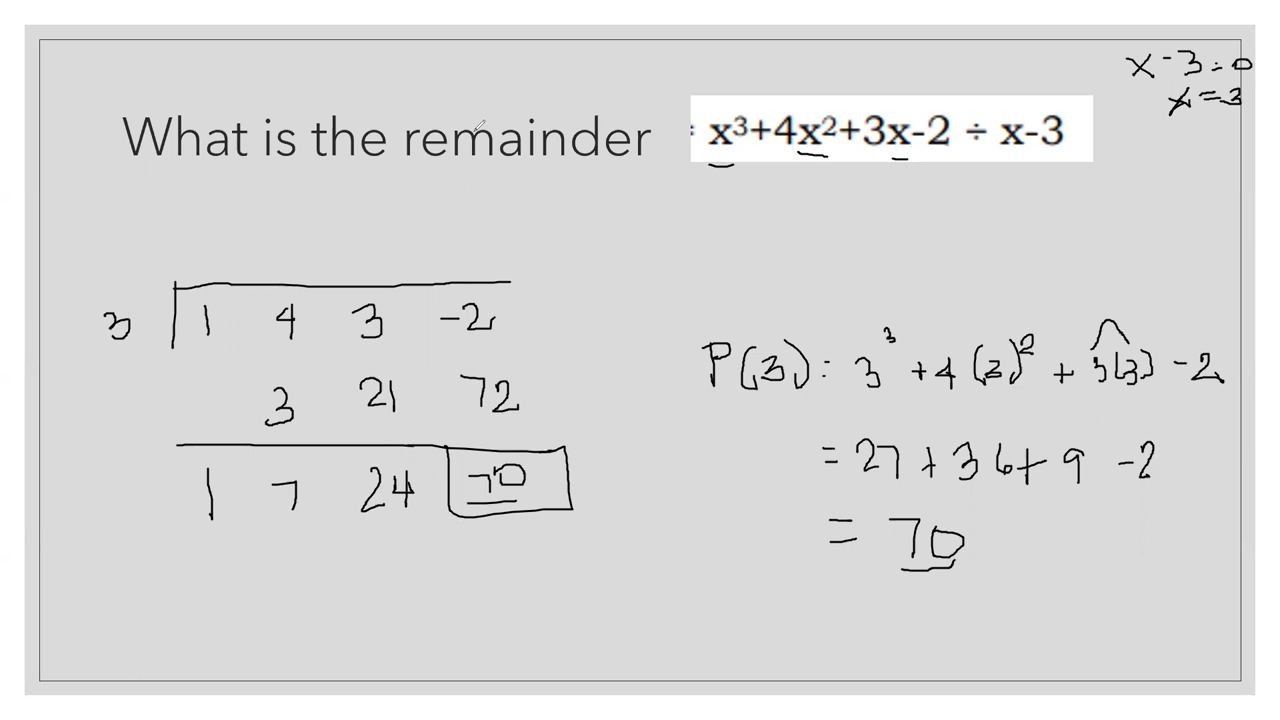 x-3=0
x=3
What is the remainder : x³+4x²+3x-2 ÷ x-3
3 | 1 4 3 -2
3 21 72
1 7 24 70
P(3) = 3³ + 4(3)² + 3(3) - 2
= 27 + 36 + 9 - 2
= 70